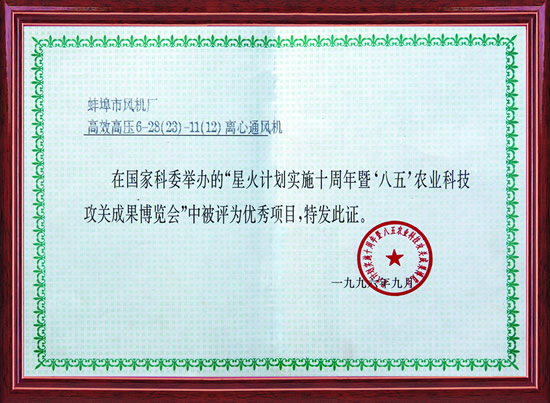 蚌埠市风机厂
高效高压6-28(23)-11(12)离心通风机
在国家科委举办的“星火计划实施十周年暨‘八五’农业科技
攻关成果博览会”中被评为优秀项目,特发此证。
一九九六年九月